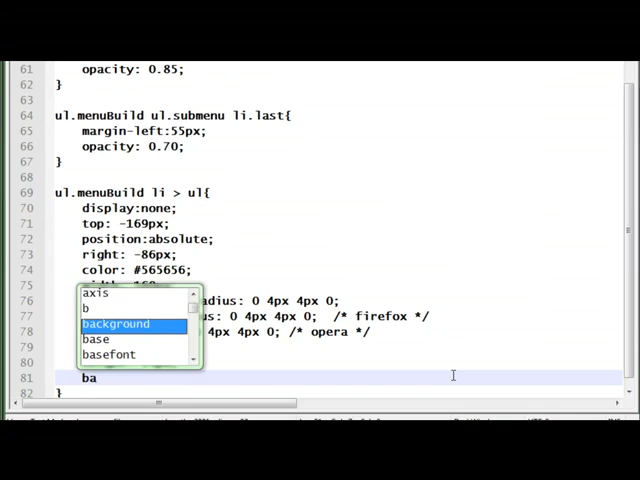 61 opacity: 0.85;
62 }
63
64 ul.menuBuild ul.submenu li.last{
65 margin-left:55px;
66 opacity: 0.70;
67 }
68
69 ul.menuBuild li > ul{
70 display:none;
71 top: -169px;
72 position:absolute;
73 right: -86px;
74 color: #565656;
75
axis
76 adius: 0 4px 4px 0;
b
77 us: 0 4px 4px 0; /* firefox */
background
78 4px 4px 0; /* opera */
base
79
basefont
80
81 ba
82 }